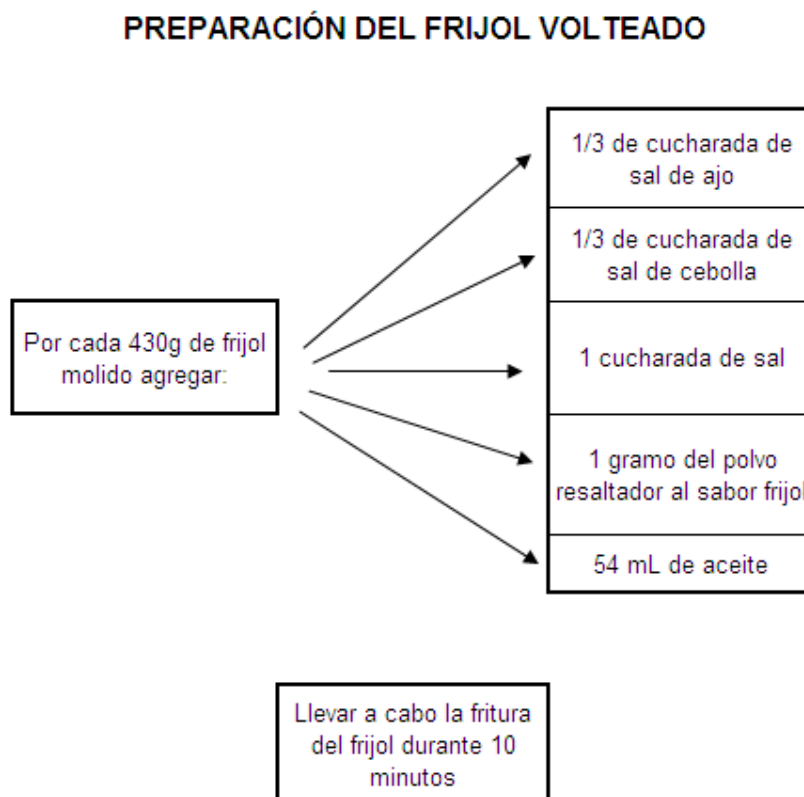 PREPARACIÓN DEL FRIJOL VOLTEADO
Por cada 430g de frijol
molido agregar:
1/3 de cucharada de
sal de ajo
1/3 de cucharada de
sal de cebolla
1 cucharada de sal
1 gramo del polvo
resaltador al sabor frijol
54 mL de aceite
Llevar a cabo la fritura
del frijol durante 10
minutos